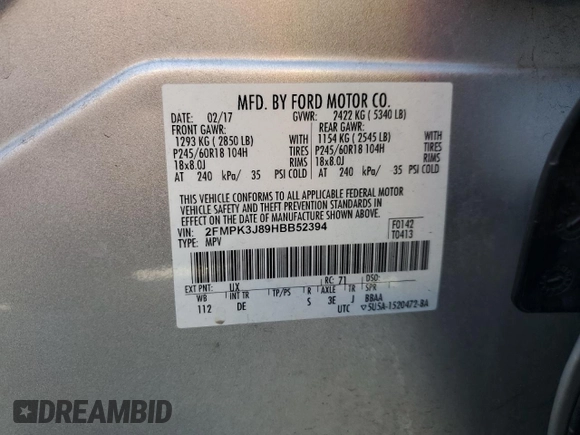 MFD. BY FORD MOTOR CO.
DATE: 02/17 GVWR: 2422 KG ( 5340 LB)
FRONT GAWR: REAR GAWR:
1293 KG ( 2850 LB) WITH 1154 KG ( 2545 LB) WITH
P245/60R18 104H TIRES P245/60R18 104H TIRES
18x8.0J RIMS 18x8.0J RIMS
AT 240 kPa/ 35 PSI COLD AT 240 kPa/ 35 PSI COLD
THIS VEHICLE CONFORMS TO ALL APPLICABLE FEDERAL MOTOR
VEHICLE SAFETY AND THEFT PREVENTION STANDARDS IN EFFECT
ON THE DATE OF MANUFACTURE SHOWN ABOVE.
VIN: 2FMPK3J89HBB52394 F0142
TYPE: MPV T0413
EXT PNT: UX RC: 71 DSO:
WB INT TR TP/PS R AXLE TR SPR
112 DE S 3E J BBAA
UTC 5U5A-1520472-BA
DREAMBID